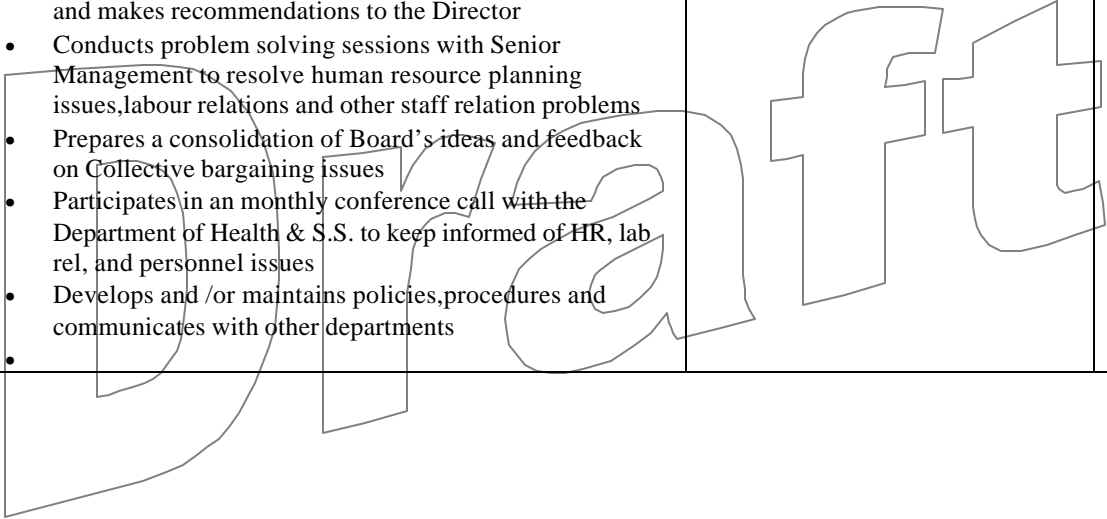 and makes recommendations to the Director
• Conducts problem solving sessions with Senior
Management to resolve human resource planning
issues,labour relations and other staff relation problems
• Prepares a consolidation of Board's ideas and feedback
on Collective bargaining issues
• Participates in an monthly conference call with the
Department of Health & S.S. to keep informed of HR, lab
rel, and personnel issues
• Develops and /or maintains policies,procedures and
communicates with other departments
•
Draft